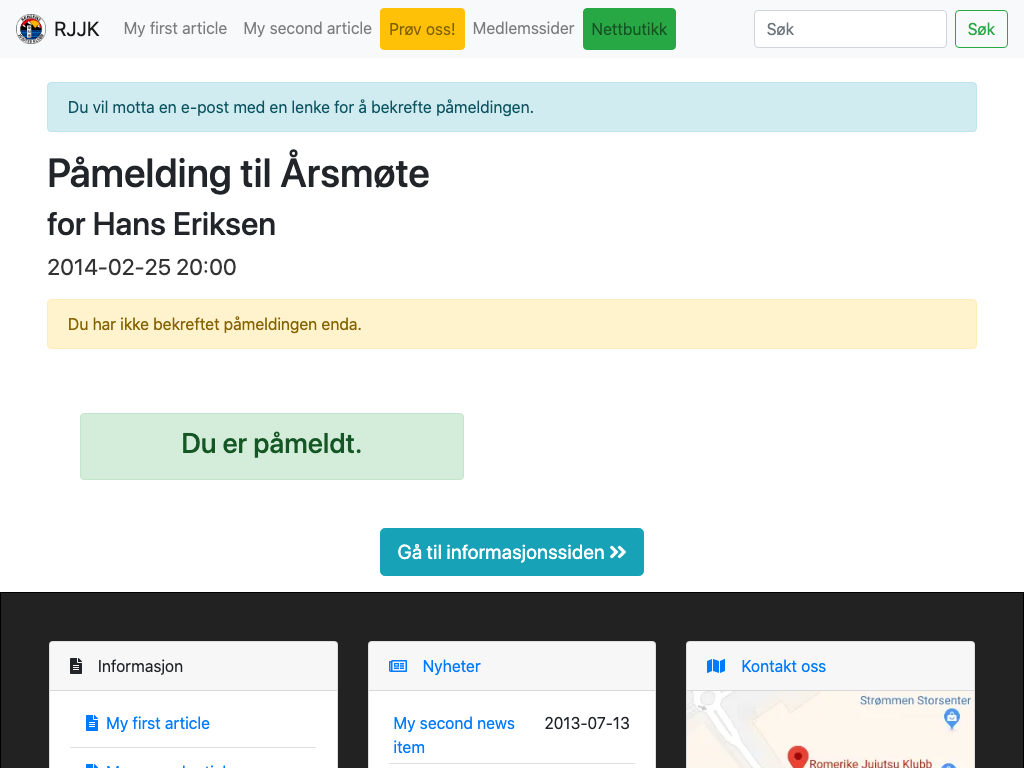 RJJK My first article My second article Prøv oss! Medlemssider Nettbutikk Søk Søk
Du vil motta en e-post med en lenke for å bekrefte påmeldingen.
Påmelding til Årsmøte
for Hans Eriksen
2014-02-25 20:00
Du har ikke bekreftet påmeldingen enda.
Du er påmeldt.
Gå til informasjonssiden
Informasjon
My first article
Nyheter
My second news item 2013-07-13
Kontakt oss
Strømmen Storsenter
Romerike Jujutsu Klubb